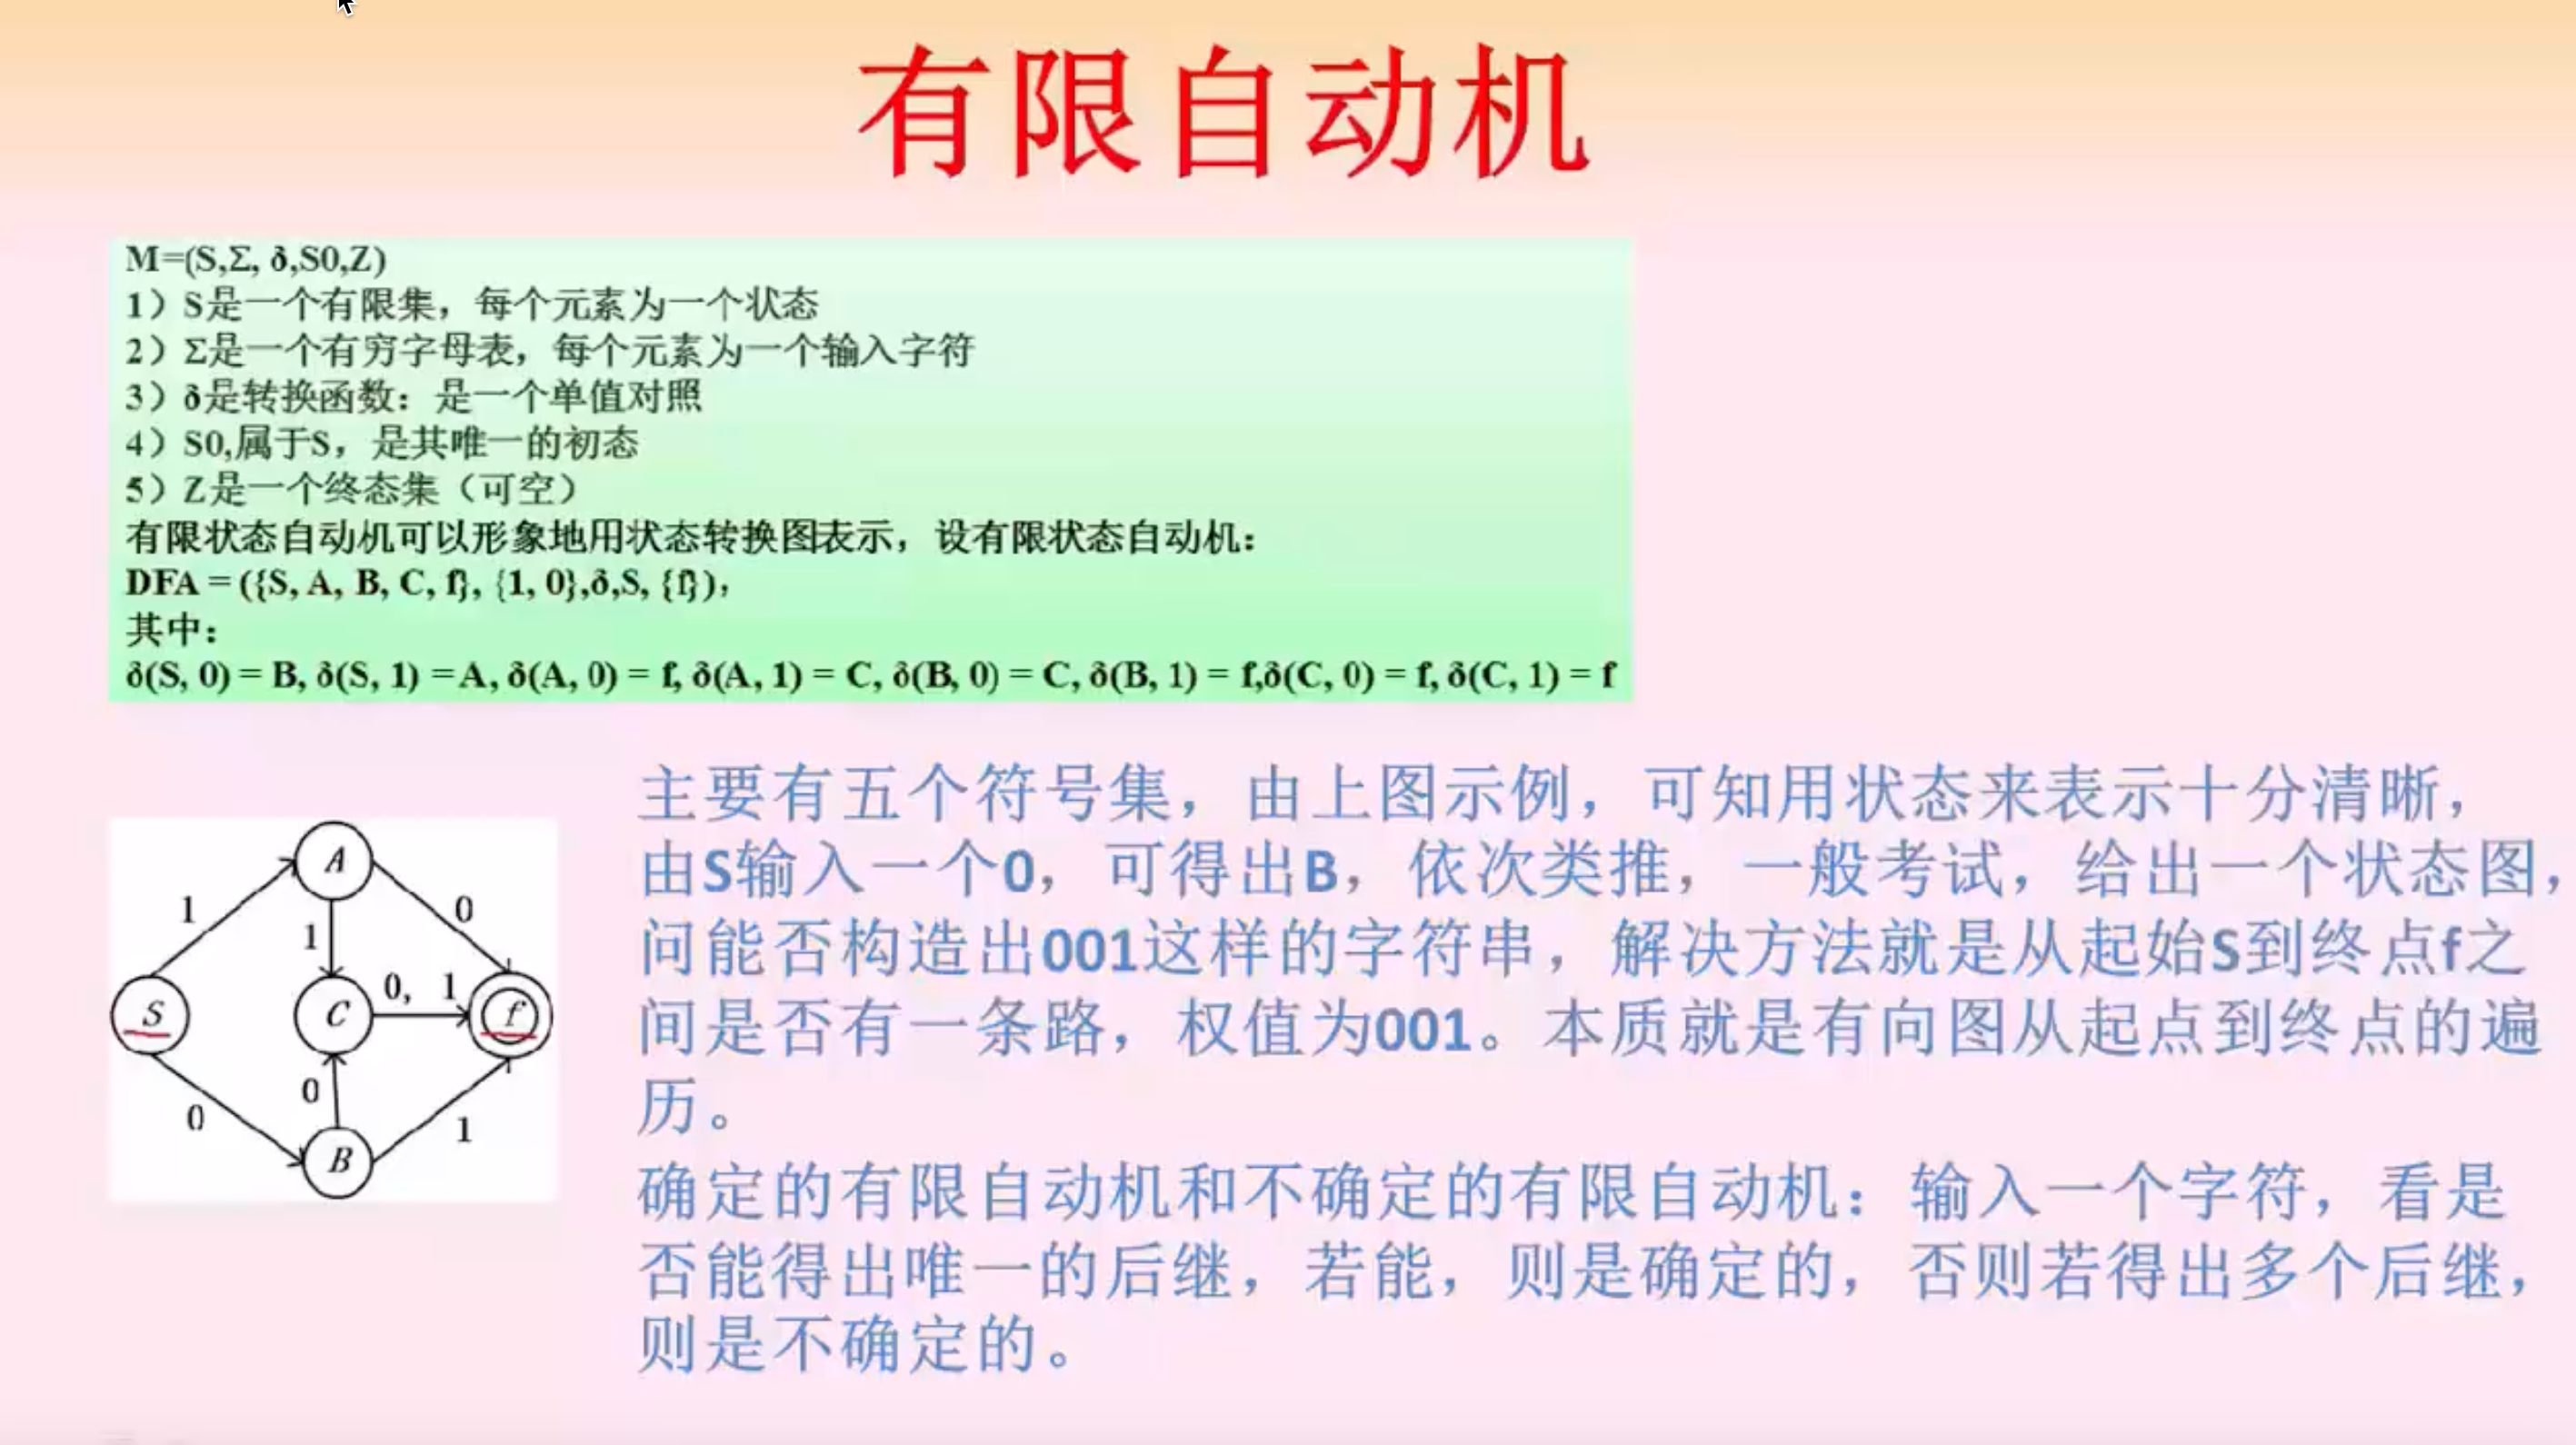 有限自动机
M=(S,Σ, δ,S0,Z)
1）S是一个有限集，每个元素为一个状态
2）Σ是一个有穷字母表，每个元素为一个输入字符
3）δ是转换函数：是一个单值对照
4）S0,属于S，是其唯一的初态
5）Z是一个终态集（可空）
有限状态自动机可以形象地用状态转换图表示，设有限状态自动机：
DFA = ({S, A, B, C, f}, {1, 0},δ,S, {f})，
其中：
δ(S, 0) = B, δ(S, 1) =A, δ(A, 0) = f, δ(A, 1) = C, δ(B, 0) = C, δ(B, 1) = f,δ(C, 0) = f, δ(C, 1) = f
A
1
0
1
S
C
0, 1
f
0
0
1
B
主要有五个符号集，由上图示例，可知用状态来表示十分清晰，
由S输入一个0，可得出B，依次类推，一般考试，给出一个状态图，
问能否构造出001这样的字符串，解决方法就是从起始S到终点f之
间是否有一条路，权值为001。本质就是有向图从起点到终点的遍
历。
确定的有限自动机和不确定的有限自动机：输入一个字符，看是
否能得出唯一的后继，若能，则是确定的，否则若得出多个后继，
则是不确定的。